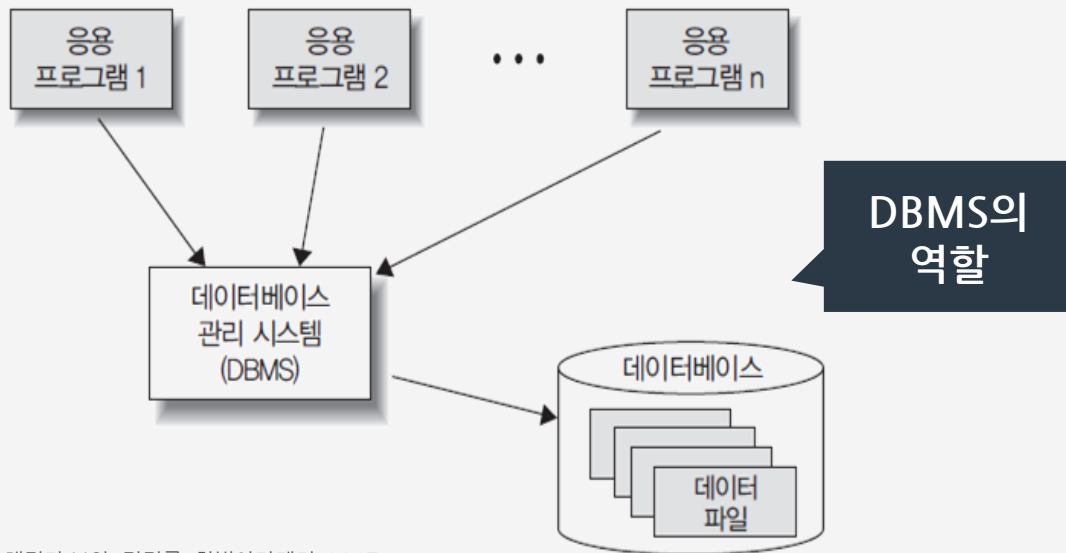 응용
프로그램 1
응용
프로그램 2
• • •
응용
프로그램 n
DBMS의
역할
데이터베이스
관리 시스템
(DBMS)
데이터베이스
데이터
파일